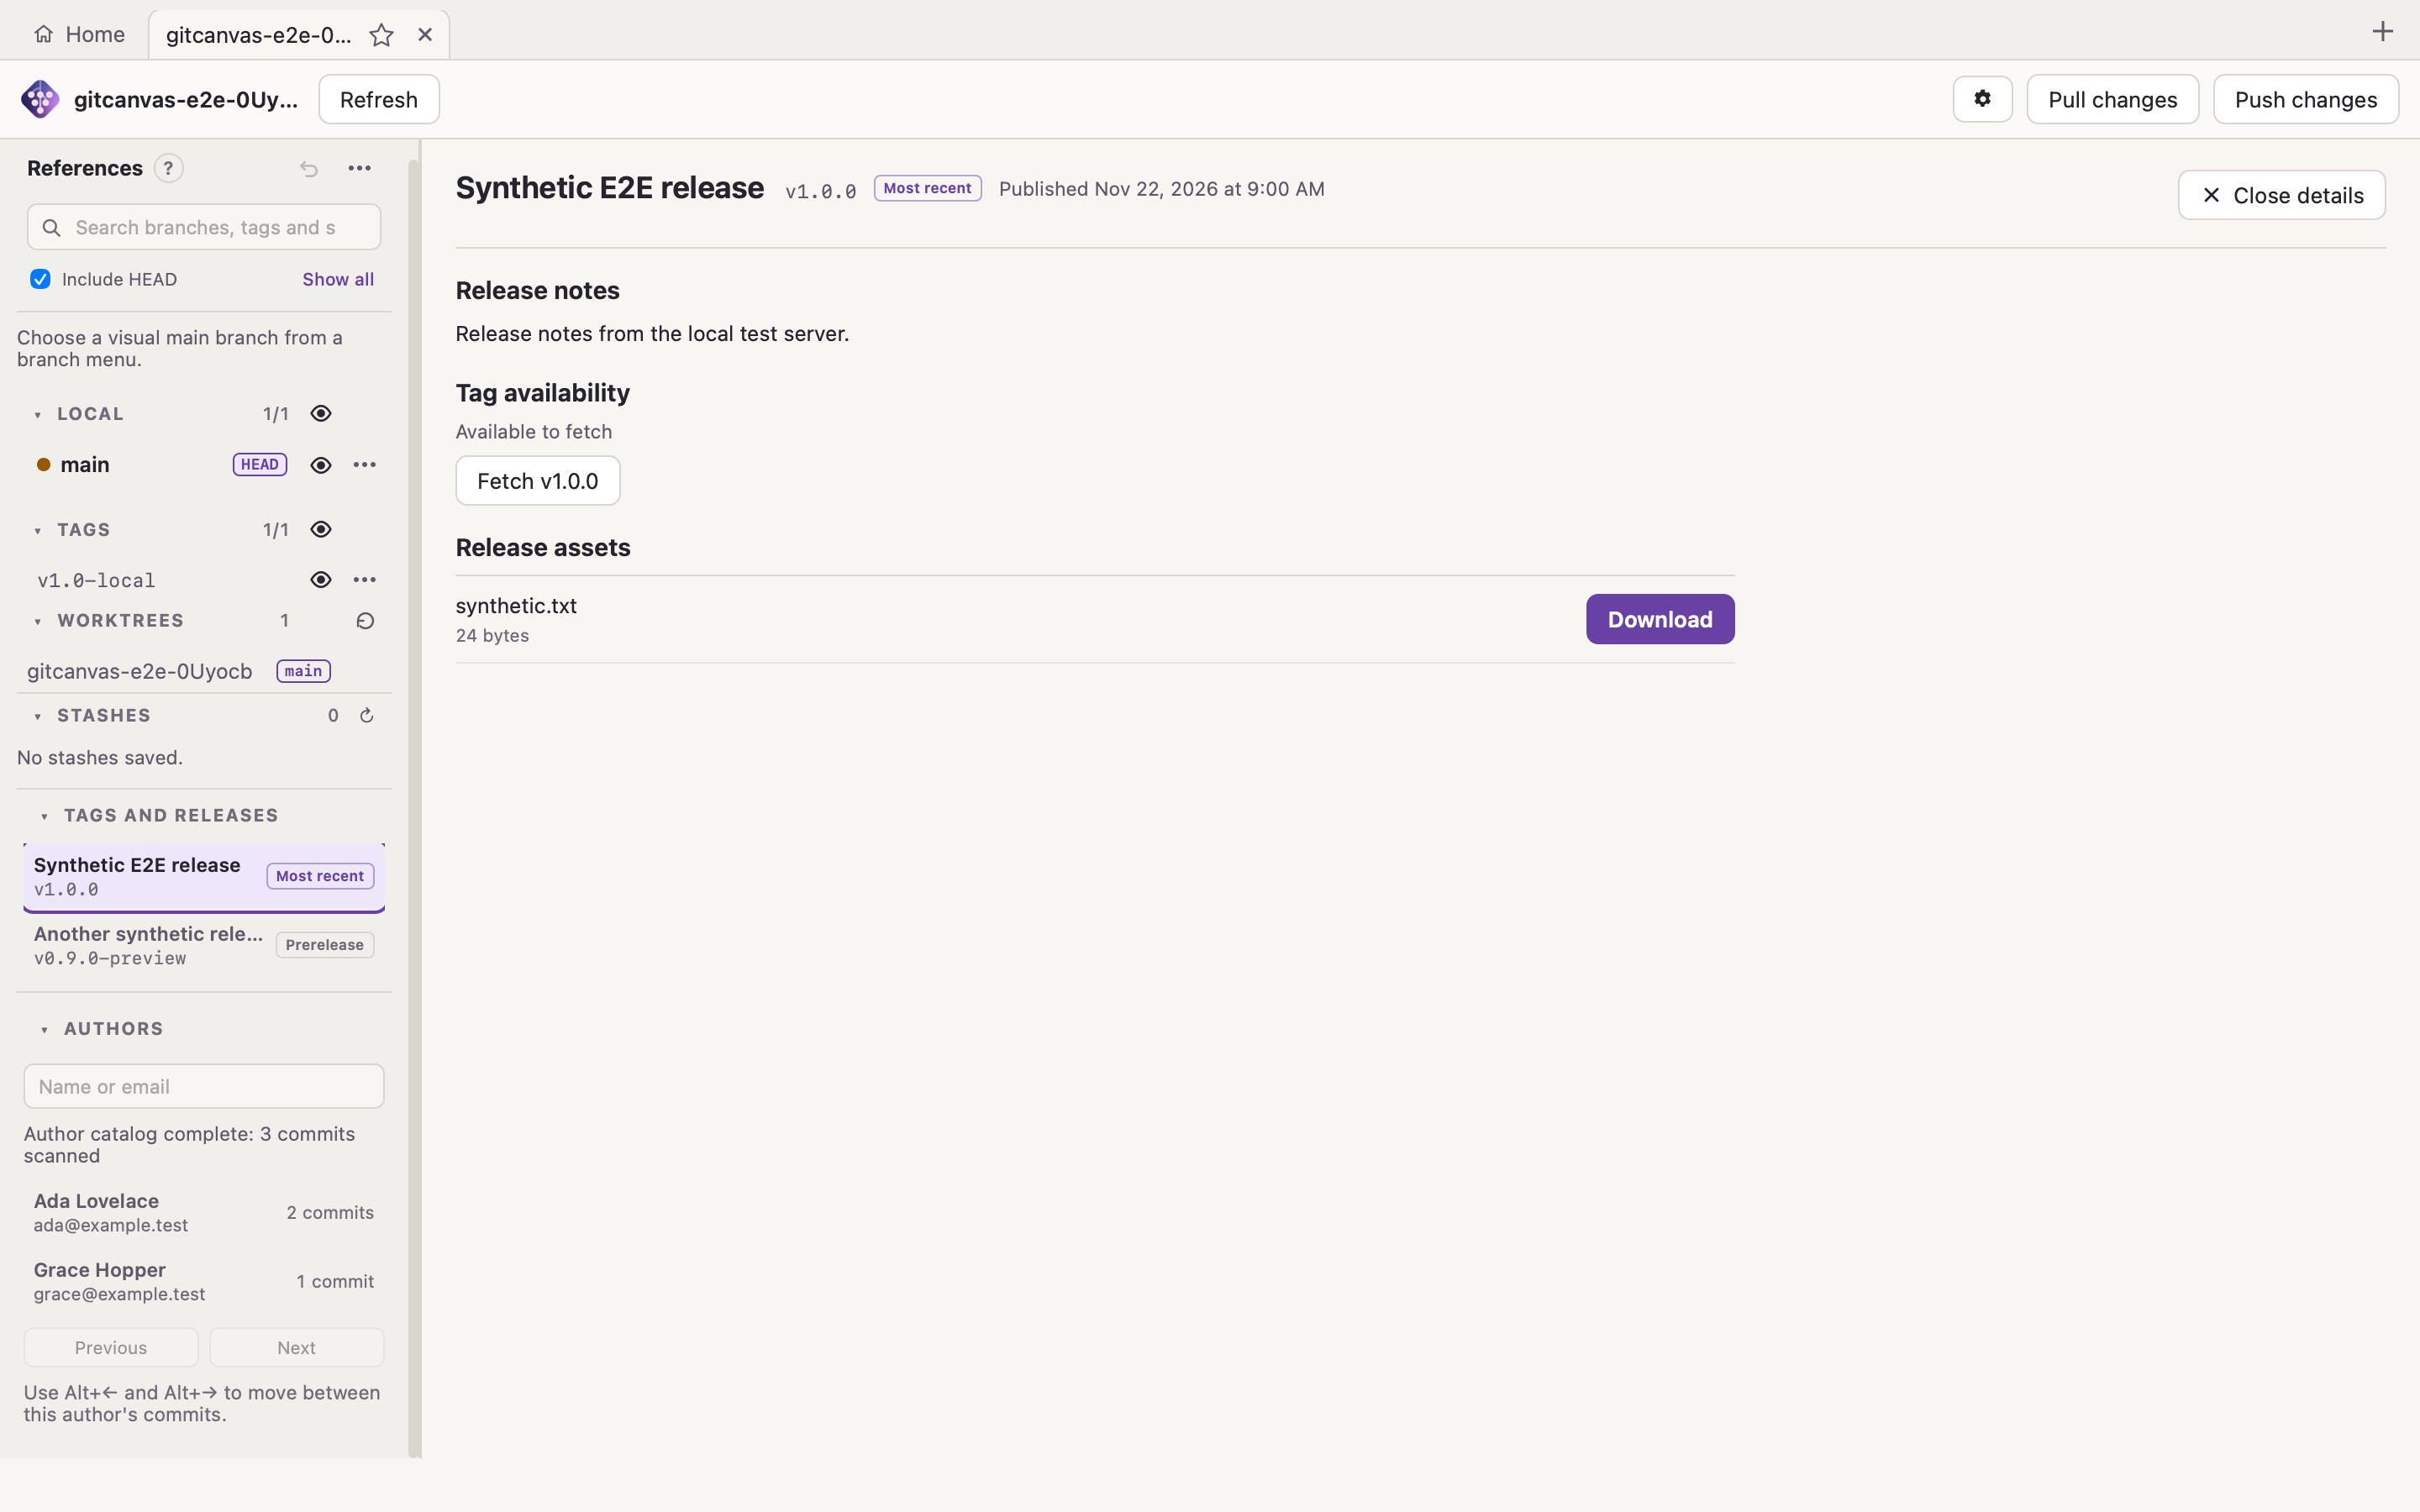 Home
gitcanvas-e2e-0...
gitcanvas-e2e-0Uy...
Refresh
Pull changes
Push changes
References
?
Search branches, tags and s
Include HEAD
Show all
Choose a visual main branch from a
branch menu.
LOCAL 1/1
main HEAD
TAGS 1/1
v1.0-local
WORKTREES 1
gitcanvas-e2e-0Uyocb main
STASHES 0
No stashes saved.
TAGS AND RELEASES
Synthetic E2E release
v1.0.0
Most recent
Another synthetic rele...
v0.9.0-preview
Prerelease
AUTHORS
Name or email
Author catalog complete: 3 commits
scanned
Ada Lovelace
ada@example.test
2 commits
Grace Hopper
grace@example.test
1 commit
Previous
Next
Use Alt+← and Alt+→ to move between
this author's commits.
Synthetic E2E release v1.0.0 Most recent Published Nov 22, 2026 at 9:00 AM
Close details
Release notes
Release notes from the local test server.
Tag availability
Available to fetch
Fetch v1.0.0
Release assets
synthetic.txt
24 bytes
Download